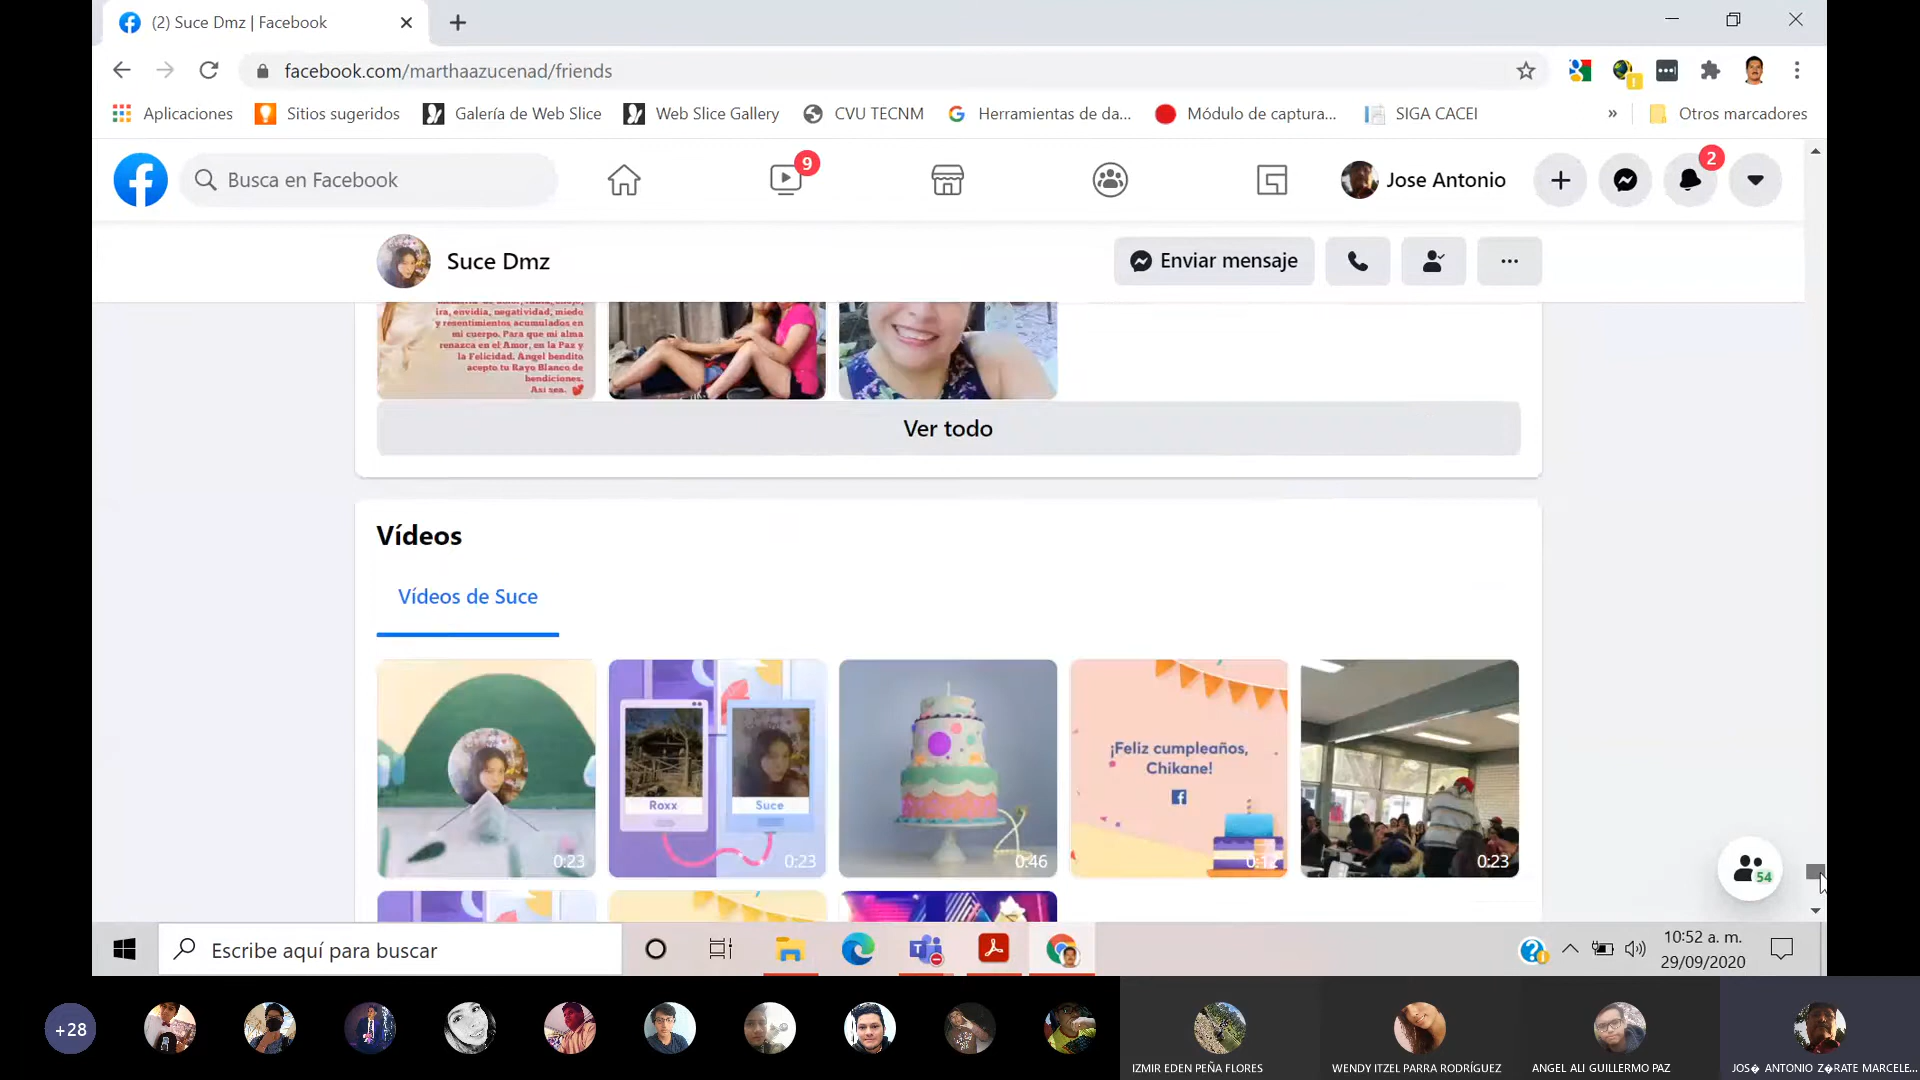 (2) Suce Dmz | Facebook
facebook.com/marthaazucenad/friends
Aplicaciones
Sitios sugeridos
Galería de Web Slice
Web Slice Gallery
CVU TECNM
Herramientas de da...
Módulo de captura...
SIGA CACEI
»
Otros marcadores
Busca en Facebook
9
Jose Antonio
2
Suce Dmz
Enviar mensaje
ira, envidia, negatividad, miedo
y resentimientos acumulados en
mi cuerpo. Para que mi alma
renazca en el Amor, en la Paz y
la Felicidad. Angel bendito
acepto tu Rayo Blanco de
bendiciones.
Así sea.
Ver todo
Vídeos
Vídeos de Suce
0:23
Roxx
Suce
0:23
0:46
¡Feliz cumpleaños,
Chikane!
0:12
0:23
54
Escribe aquí para buscar
10:52 a. m.
29/09/2020
+28
IZMIR EDEN PEÑA FLORES
WENDY ITZEL PARRA RODRÍGUEZ
ANGEL ALI GUILLERMO PAZ
JOS� ANTONIO Z�RATE MARCELE...